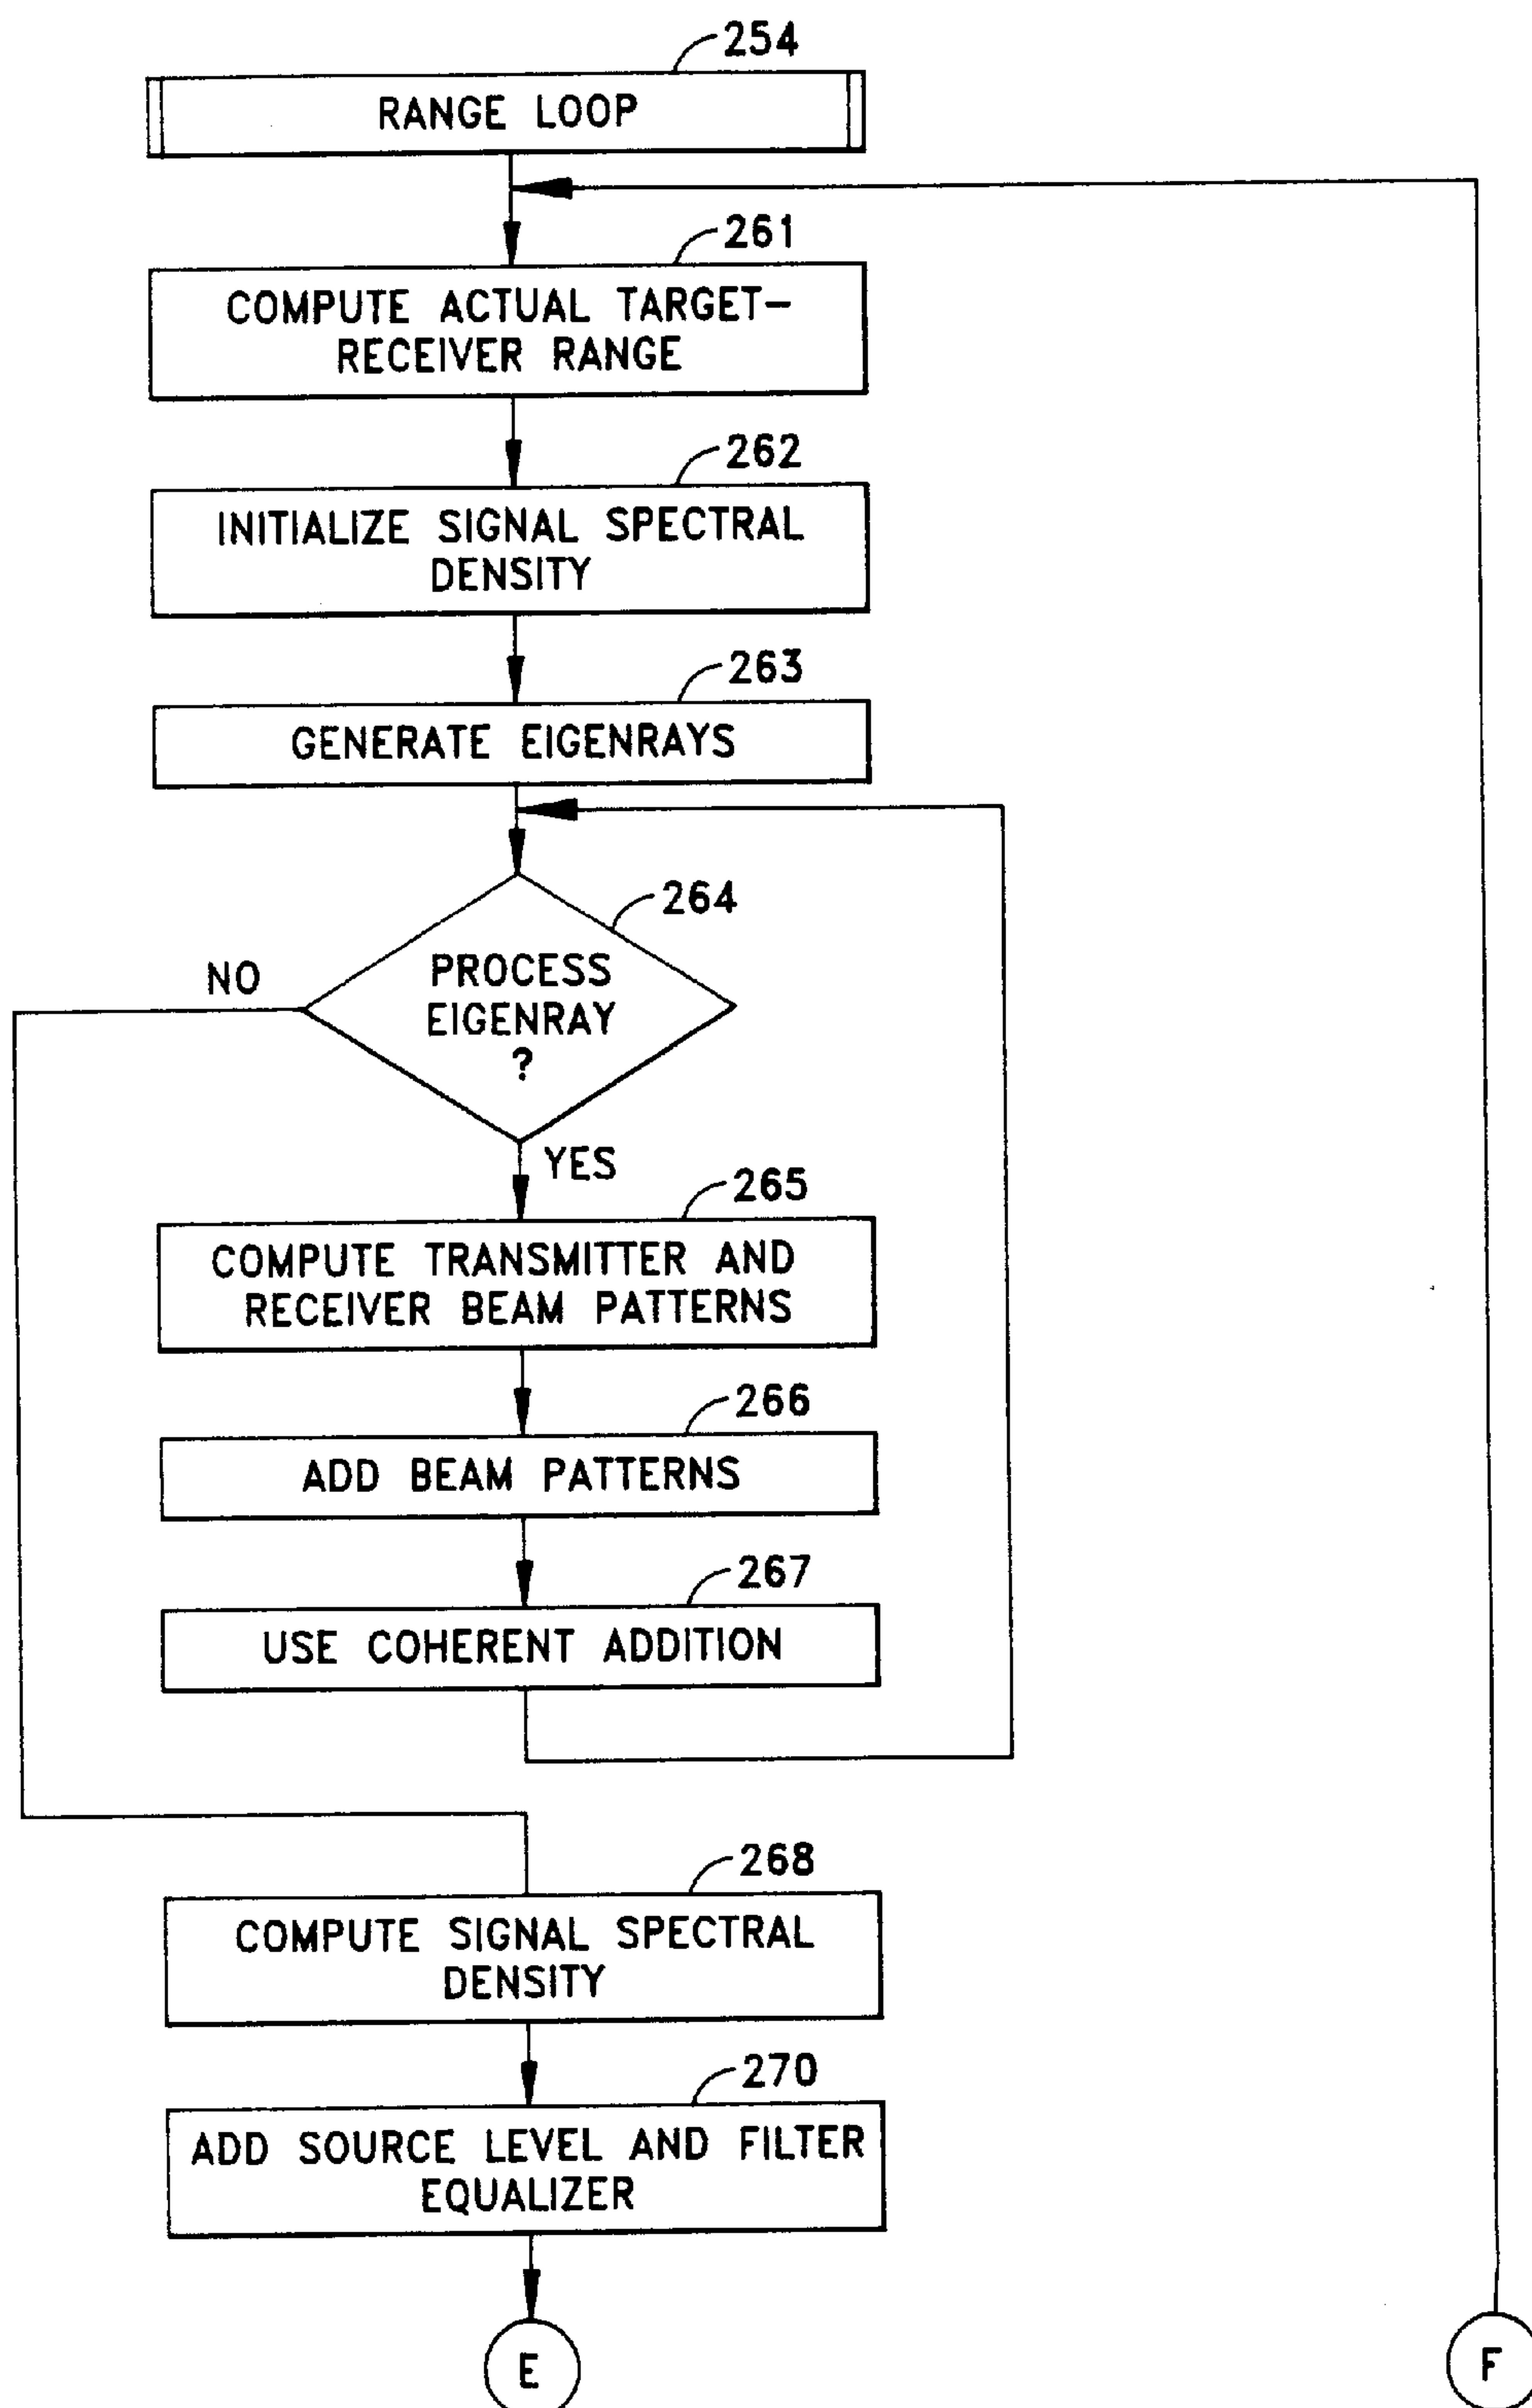 254
RANGE LOOP
261
COMPUTE ACTUAL TARGET-
RECEIVER RANGE
262
INITIALIZE SIGNAL SPECTRAL
DENSITY
263
GENERATE EIGENRAYS
264
NO
PROCESS
EIGENRAY
?
YES
265
COMPUTE TRANSMITTER AND
RECEIVER BEAM PATTERNS
266
ADD BEAM PATTERNS
267
USE COHERENT ADDITION
268
COMPUTE SIGNAL SPECTRAL
DENSITY
270
ADD SOURCE LEVEL AND FILTER
EQUALIZER
E
F